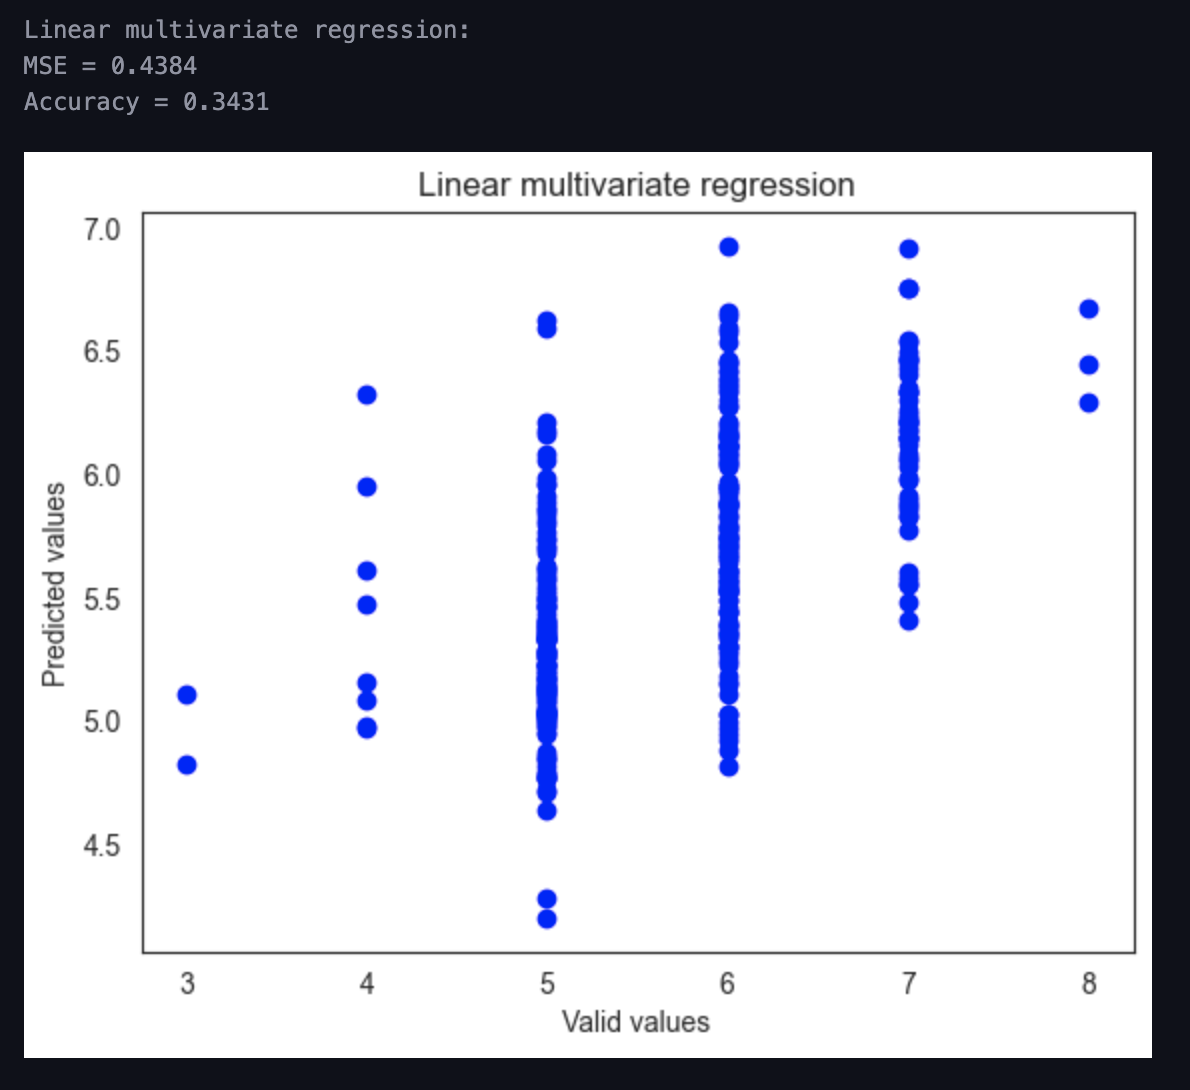 Linear multivariate regression:
MSE = 0.4384
Accuracy = 0.3431
Linear multivariate regression
7.0
6.5
6.0
5.5
5.0
4.5
Predicted values
3 4 5 6 7 8
Valid values